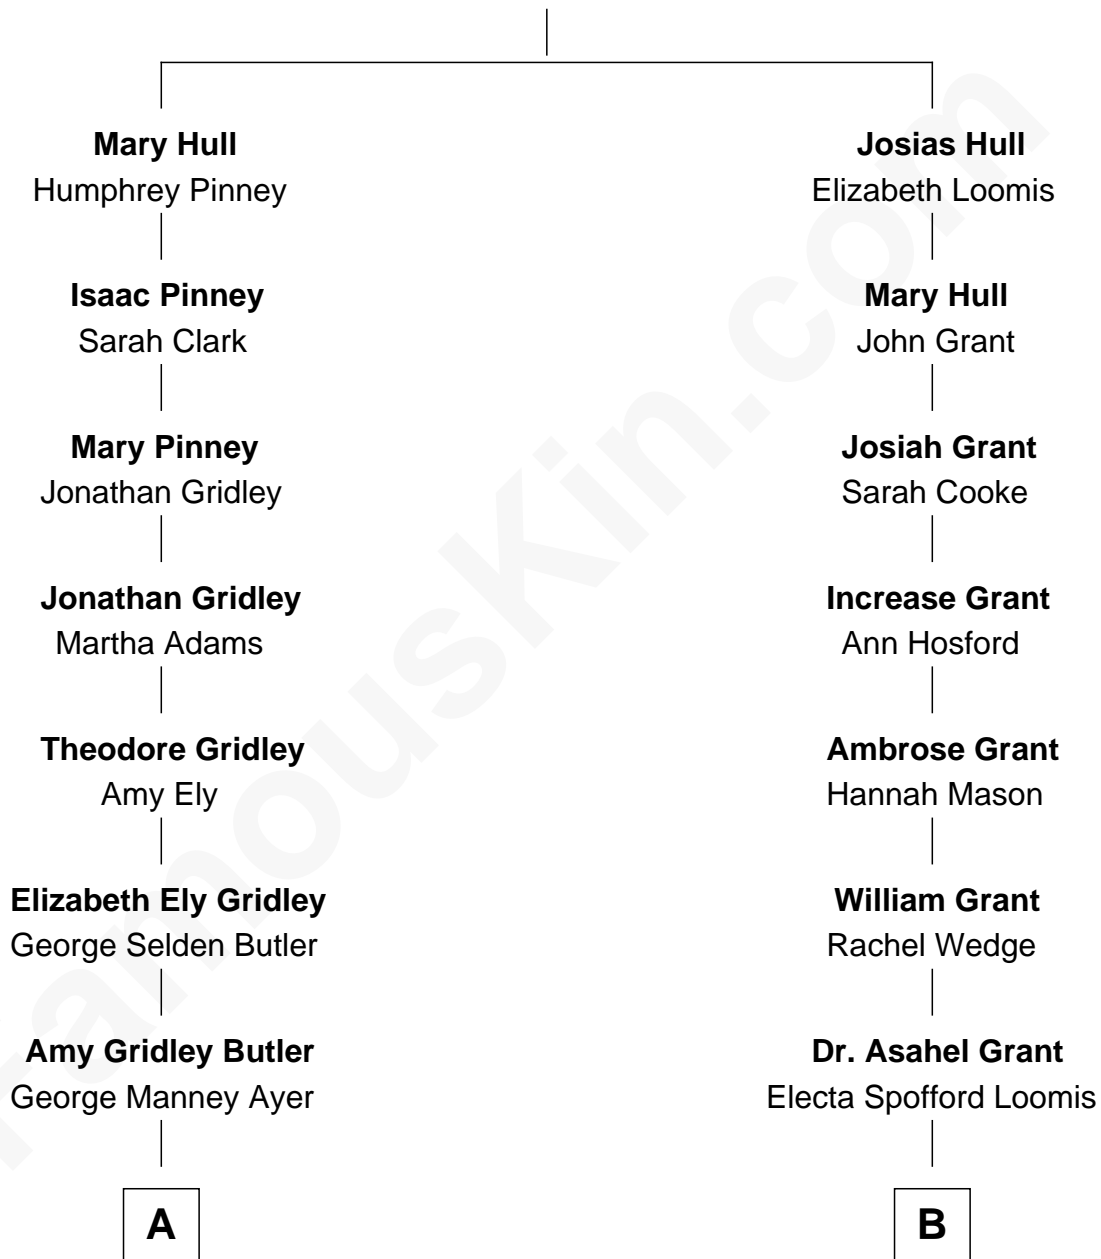 Mary Hull
Humphrey Pinney
Isaac Pinney
Sarah Clark
Mary Pinney
Jonathan Gridley
Jonathan Gridley
Martha Adams
Theodore Gridley
Amy Ely
Elizabeth Ely Gridley
George Selden Butler
Amy Gridley Butler
George Manney Ayer
A
Josias Hull
Elizabeth Loomis
Mary Hull
John Grant
Josiah Grant
Sarah Cooke
Increase Grant
Ann Hosford
Ambrose Grant
Hannah Mason
William Grant
Rachel Wedge
Dr. Asahel Grant
Electa Spofford Loomis
B
FamousKin.com